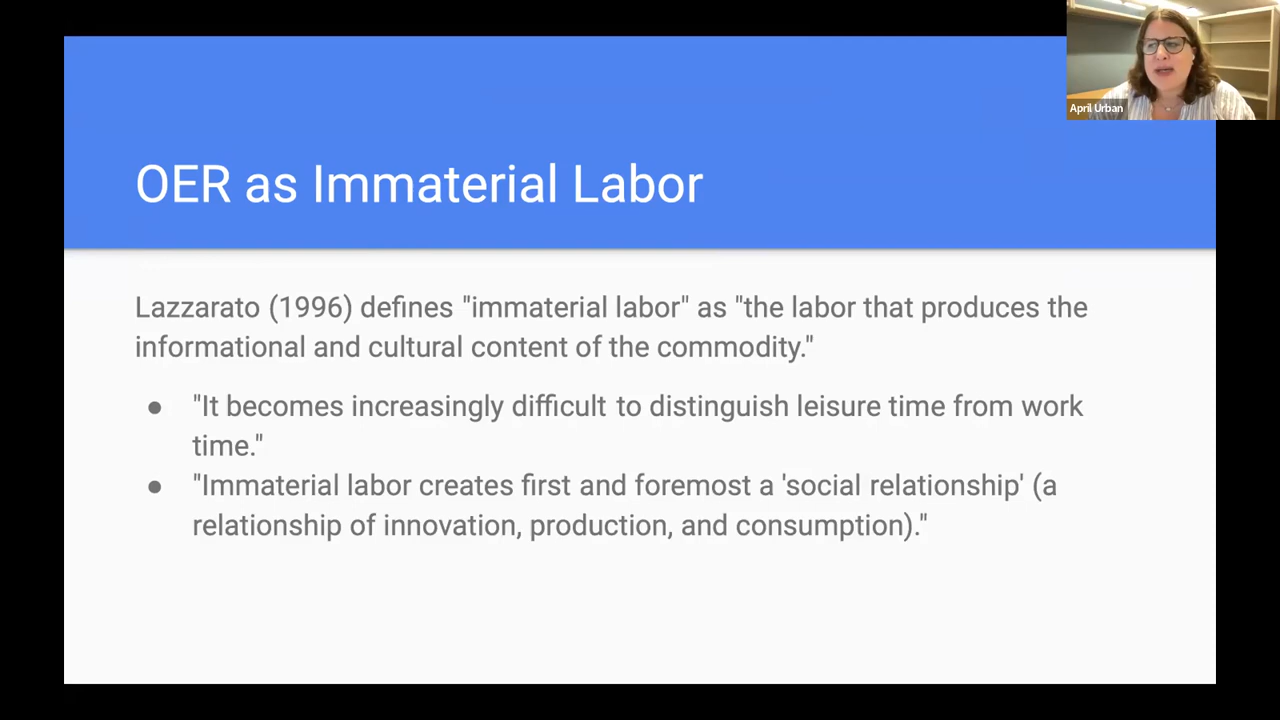 April Urban
OER as Immaterial Labor
Lazzarato (1996) defines "immaterial labor" as "the labor that produces the
informational and cultural content of the commodity."
● "It becomes increasingly difficult to distinguish leisure time from work
time."
● "Immaterial labor creates first and foremost a 'social relationship' (a
relationship of innovation, production, and consumption)."